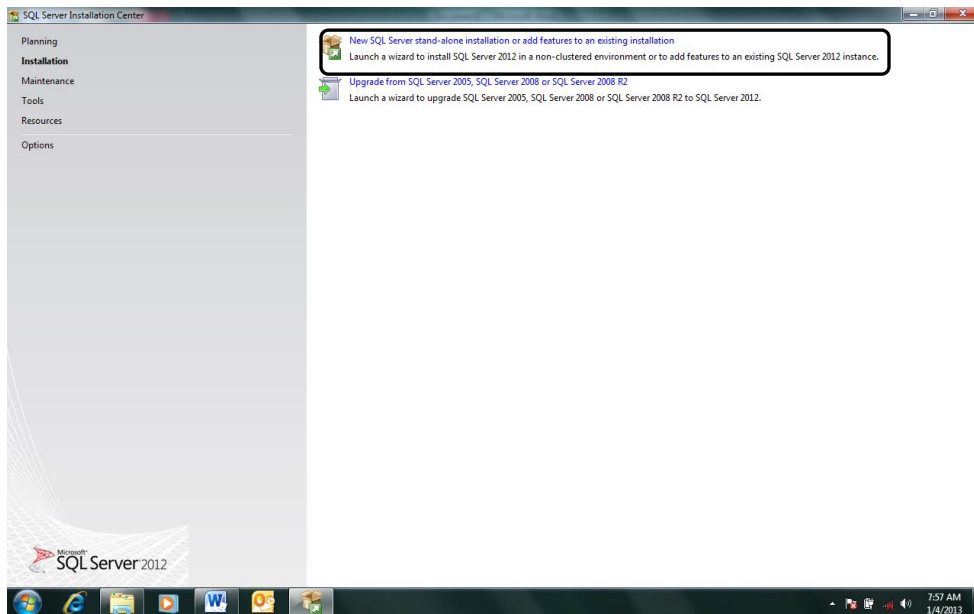 SQL Server Installation Center
Planning
Installation
Maintenance
Tools
Resources
Options
New SQL Server stand-alone installation or add features to an existing installation
Launch a wizard to install SQL Server 2012 in a non-clustered environment or to add features to an existing SQL Server 2012 instance.
Upgrade from SQL Server 2005, SQL Server 2008 or SQL Server 2008 R2
Launch a wizard to upgrade SQL Server 2005, SQL Server 2008 or SQL Server 2008 R2 to SQL Server 2012.
Microsoft
SQL Server 2012
7:57 AM
1/4/2013